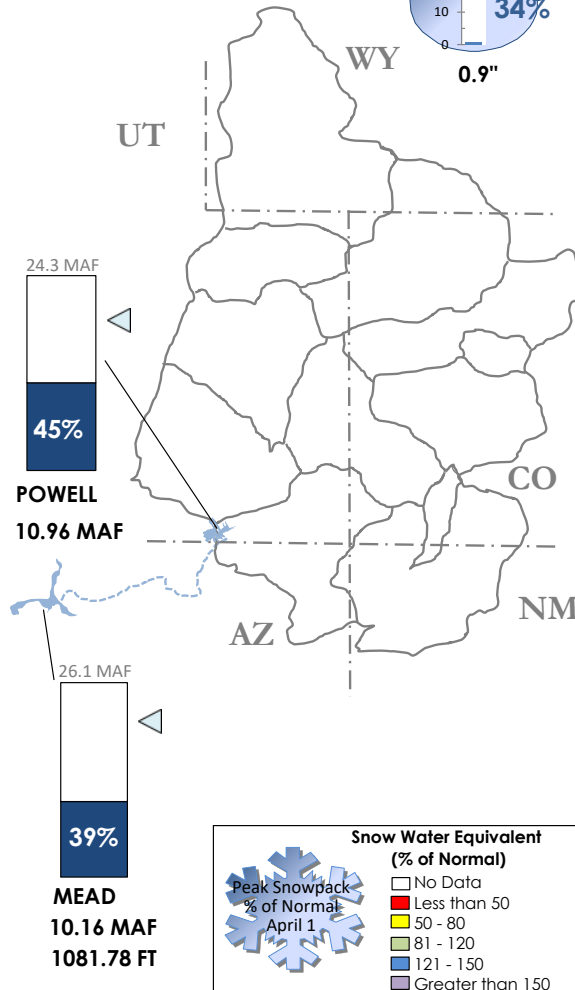 10
34%
0
0.9"
WY
UT
24.3 MAF
45%
POWELL
10.96 MAF
CO
NM
AZ
26.1 MAF
39%
MEAD
10.16 MAF
1081.78 FT
Snow Water Equivalent
(% of Normal)
Peak Snowpack
% of Normal
April 1
No Data
Less than 50
50 - 80
81 - 120
121 - 150
Greater than 150